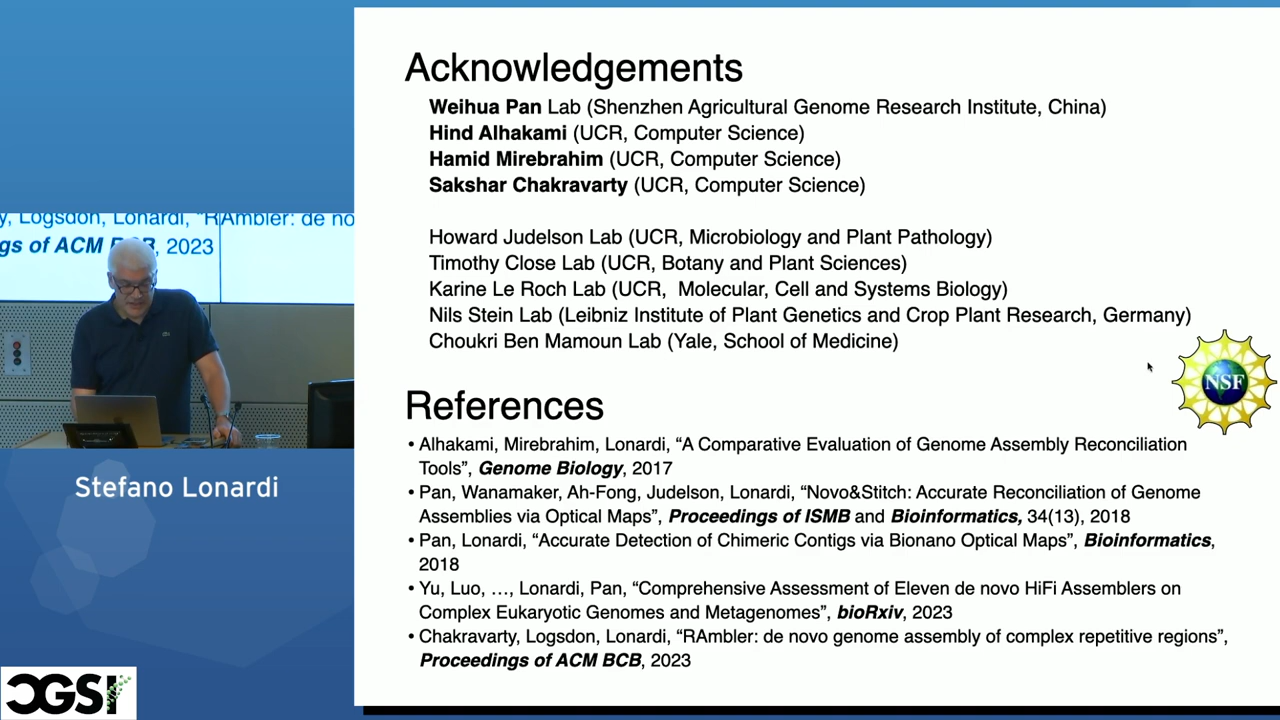 Acknowledgements
Weihua Pan Lab (Shenzhen Agricultural Genome Research Institute, China)
Hind Alhakami (UCR, Computer Science)
Hamid Mirebrahim (UCR, Computer Science)
Sakshar Chakravarty (UCR, Computer Science)
Howard Judelson Lab (UCR, Microbiology and Plant Pathology)
Timothy Close Lab (UCR, Botany and Plant Sciences)
Karine Le Roch Lab (UCR, Molecular, Cell and Systems Biology)
Nils Stein Lab (Leibniz Institute of Plant Genetics and Crop Plant Research, Germany)
Choukri Ben Mamoun Lab (Yale, School of Medicine)
NSF
References
• Alhakami, Mirebrahim, Lonardi, “A Comparative Evaluation of Genome Assembly Reconciliation
Tools”, Genome Biology, 2017
• Pan, Wanamaker, Ah-Fong, Judelson, Lonardi, “Novo&Stitch: Accurate Reconciliation of Genome
Assemblies via Optical Maps”, Proceedings of ISMB and Bioinformatics, 34(13), 2018
• Pan, Lonardi, “Accurate Detection of Chimeric Contigs via Bionano Optical Maps”, Bioinformatics,
2018
• Yu, Luo, …, Lonardi, Pan, “Comprehensive Assessment of Eleven de novo HiFi Assemblers on
Complex Eukaryotic Genomes and Metagenomes”, bioRxiv, 2023
• Chakravarty, Logsdon, Lonardi, “RAmbler: de novo genome assembly of complex repetitive regions”,
Proceedings of ACM BCB, 2023
y, Logsdon, Lonardi, “RAmbler: de no
gs of ACM BCB, 2023
Stefano Lonardi
CGSI